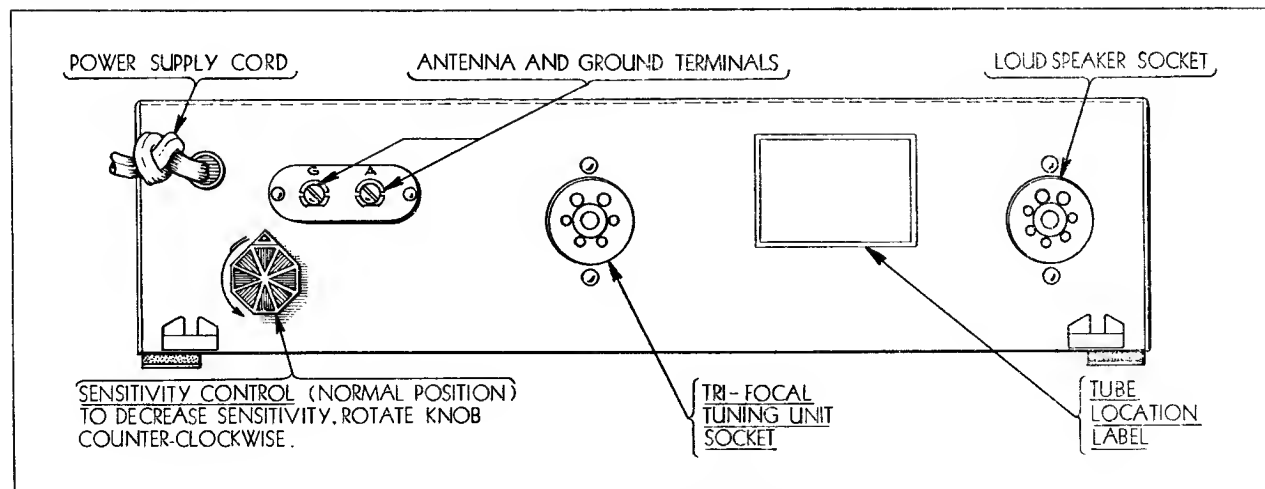 POWER SUPPLY CORD
ANTENNA AND GROUND TERMINALS
LOUD SPEAKER SOCKET
G A
SENSITIVITY CONTROL (NORMAL POSITION)
TO DECREASE SENSITIVITY, ROTATE KNOB
COUNTER-CLOCKWISE.
TRI-FOCAL
TUNING UNIT
SOCKET
TUBE
LOCATION
LABEL